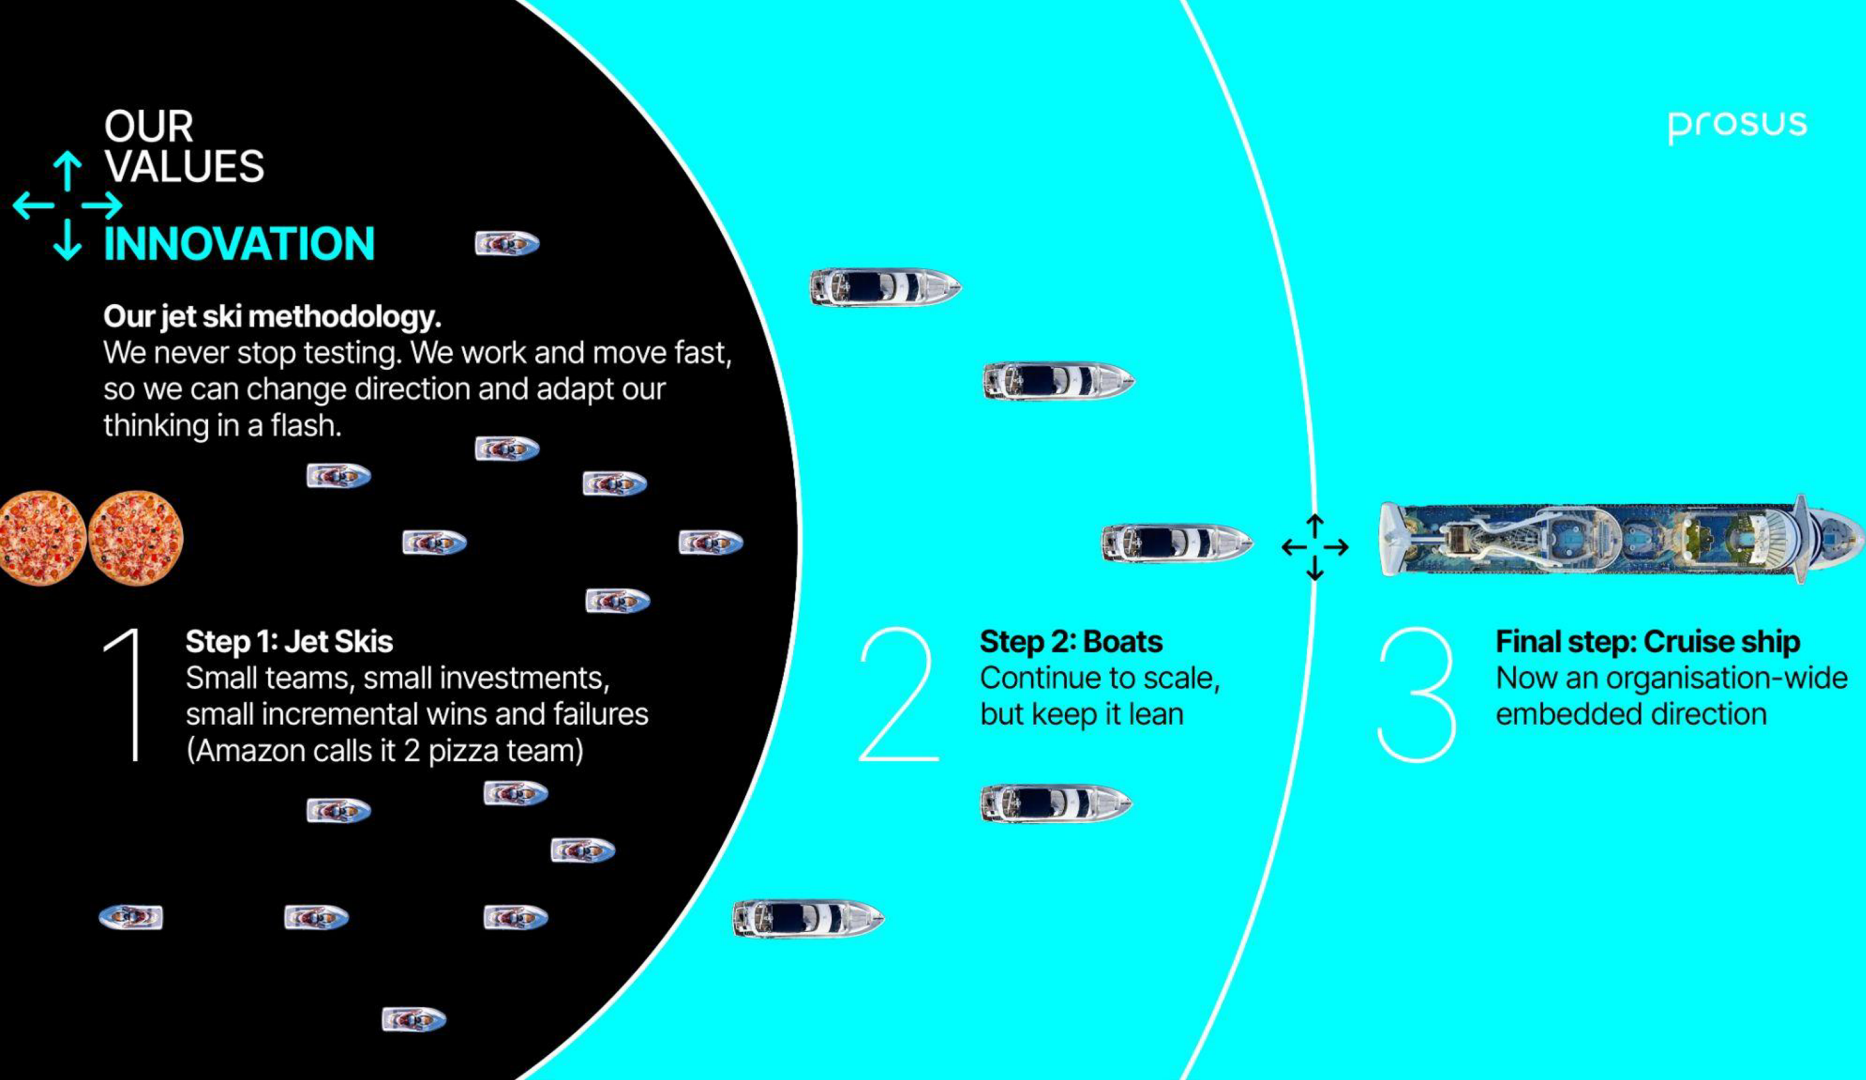 OUR
VALUES
INNOVATION
Our jet ski methodology.
We never stop testing. We work and move fast,
so we can change direction and adapt our
thinking in a flash.
prosus
1
Step 1: Jet Skis
Small teams, small investments,
small incremental wins and failures
(Amazon calls it 2 pizza team)
2
Step 2: Boats
Continue to scale,
but keep it lean
3
Final step: Cruise ship
Now an organisation-wide
embedded direction